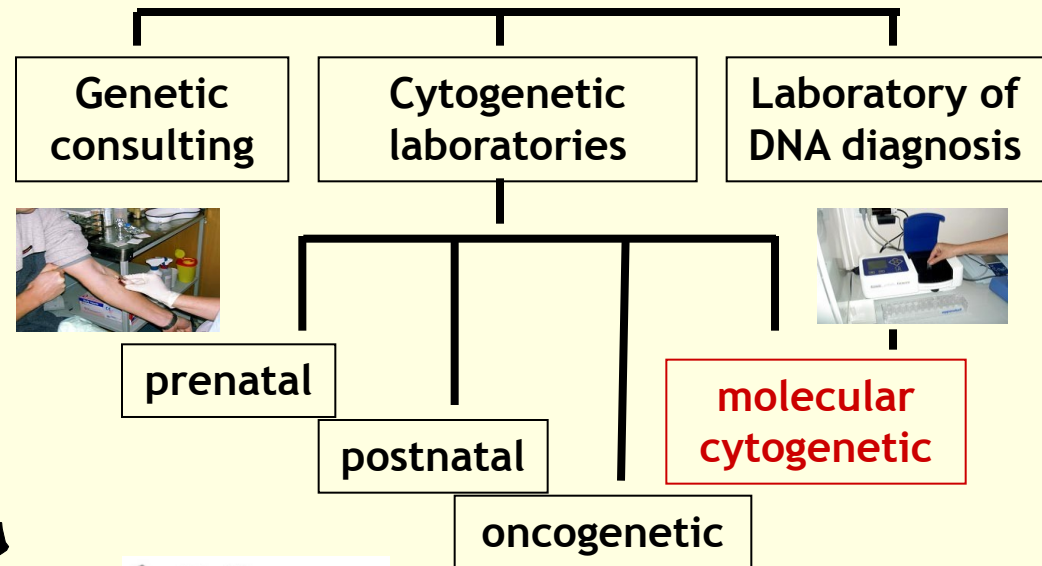 Genetic
consulting
Cytogenetic
laboratories
Laboratory of
DNA diagnosis
prenatal
postnatal
molecular
cytogenetic
oncogenetic